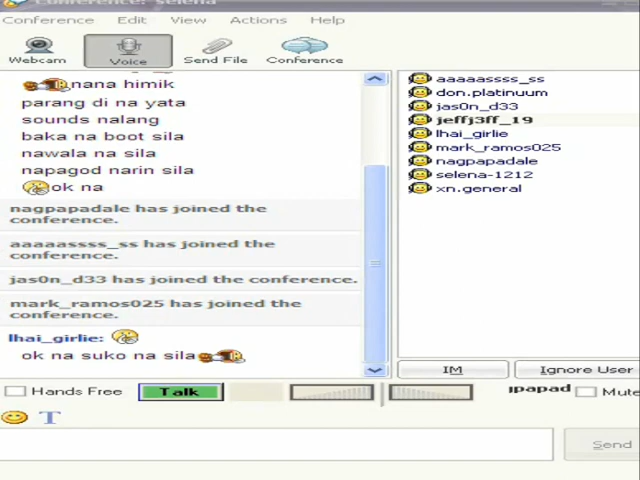 Conference: selena
Conference Edit View Actions Help
Webcam Voice Send File Conference
nana himik
parang di na yata
sounds nalang
baka na boot sila
nawala na sila
napagod narin sila
ok na
nagpapadale has joined the
conference.
aaaaassss_ss has joined the
conference.
jas0n_d33 has joined the conference.
mark_ramos025 has joined the
conference.
lhai_girlie:
ok na suko na sila
aaaaassss_ss
don.platinuum
jas0n_d33
jeffj3ff_19
lhai_girlie
mark_ramos025
nagpapadale
selena-1212
xn.general
IM Ignore User
Hands Free Talk Mute
T
Send